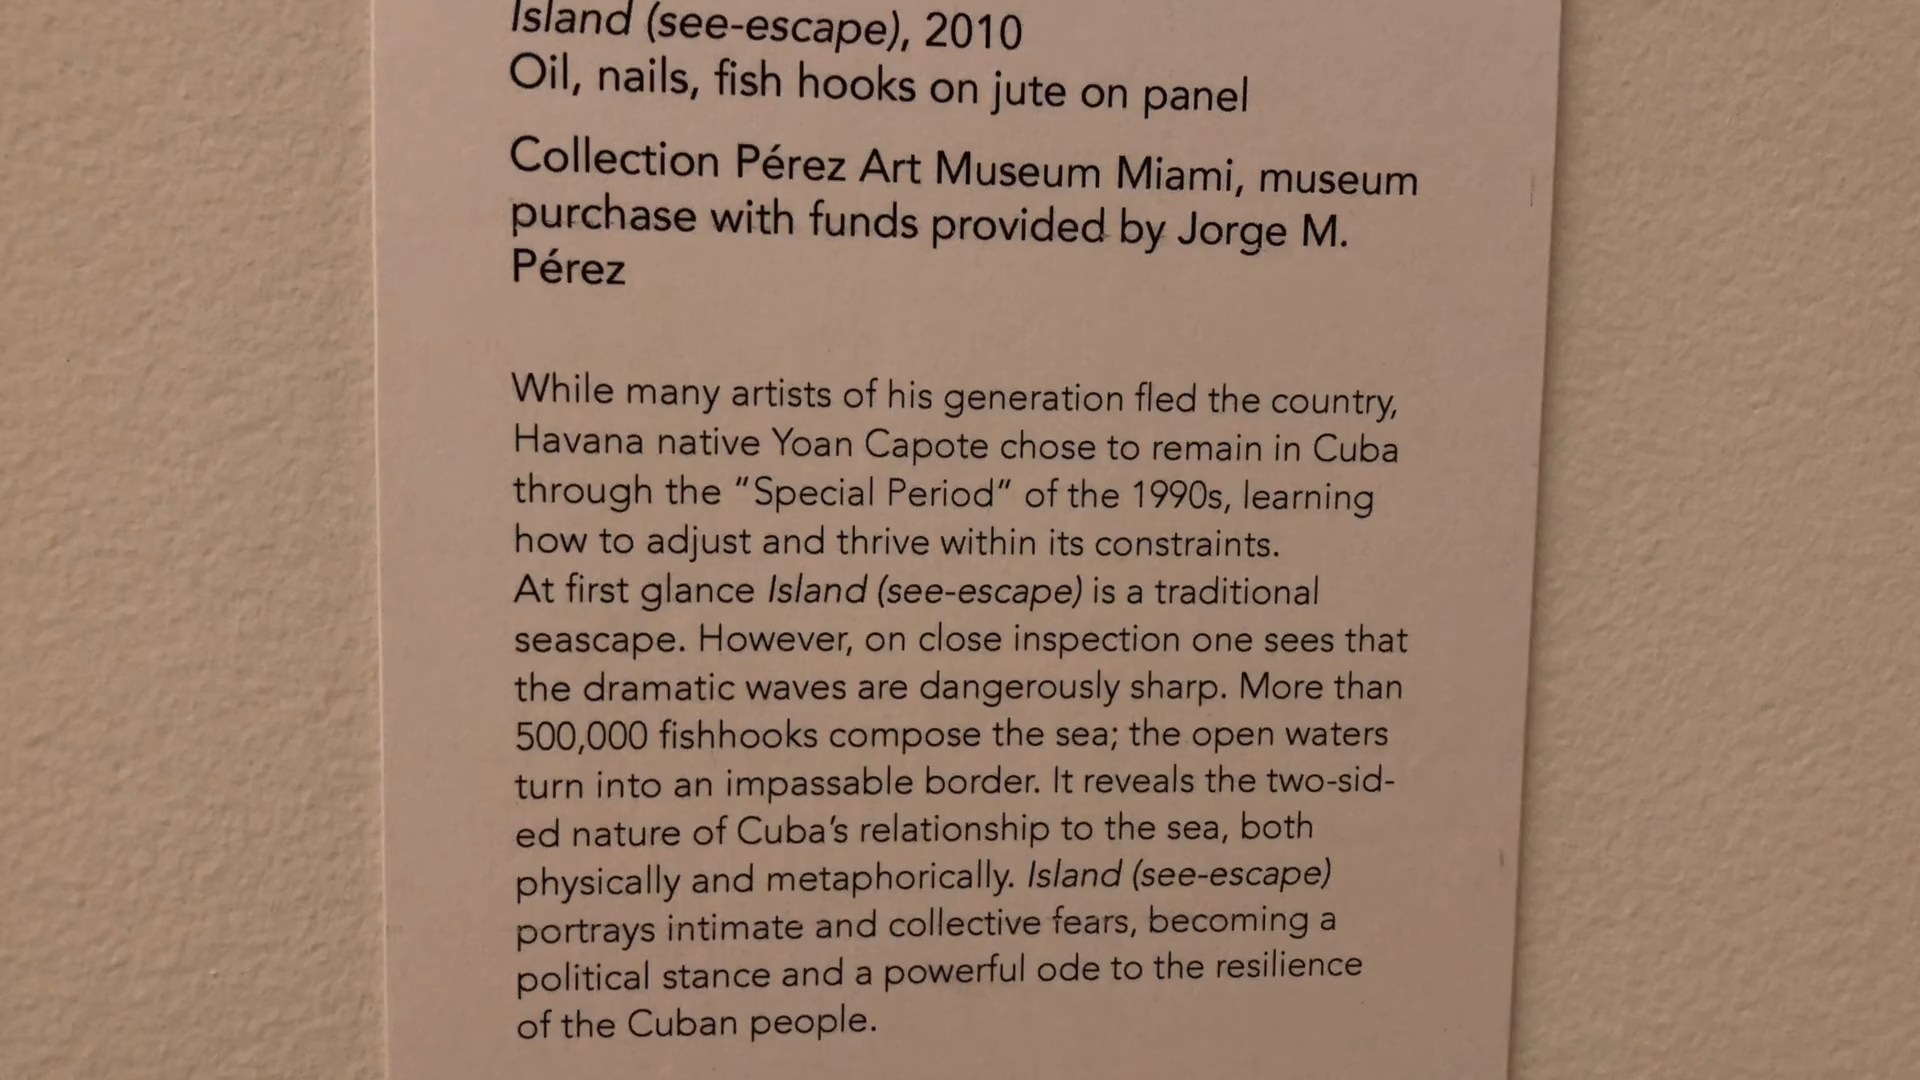 Island (see-escape), 2010
Oil, nails, fish hooks on jute on panel
Collection Pérez Art Museum Miami, museum
purchase with funds provided by Jorge M.
Pérez
While many artists of his generation fled the country,
Havana native Yoan Capote chose to remain in Cuba
through the "Special Period" of the 1990s, learning
how to adjust and thrive within its constraints.
At first glance Island (see-escape) is a traditional
seascape. However, on close inspection one sees that
the dramatic waves are dangerously sharp. More than
500,000 fishhooks compose the sea; the open waters
turn into an impassable border. It reveals the two-sid-
ed nature of Cuba's relationship to the sea, both
physically and metaphorically. Island (see-escape)
portrays intimate and collective fears, becoming a
political stance and a powerful ode to the resilience
of the Cuban people.